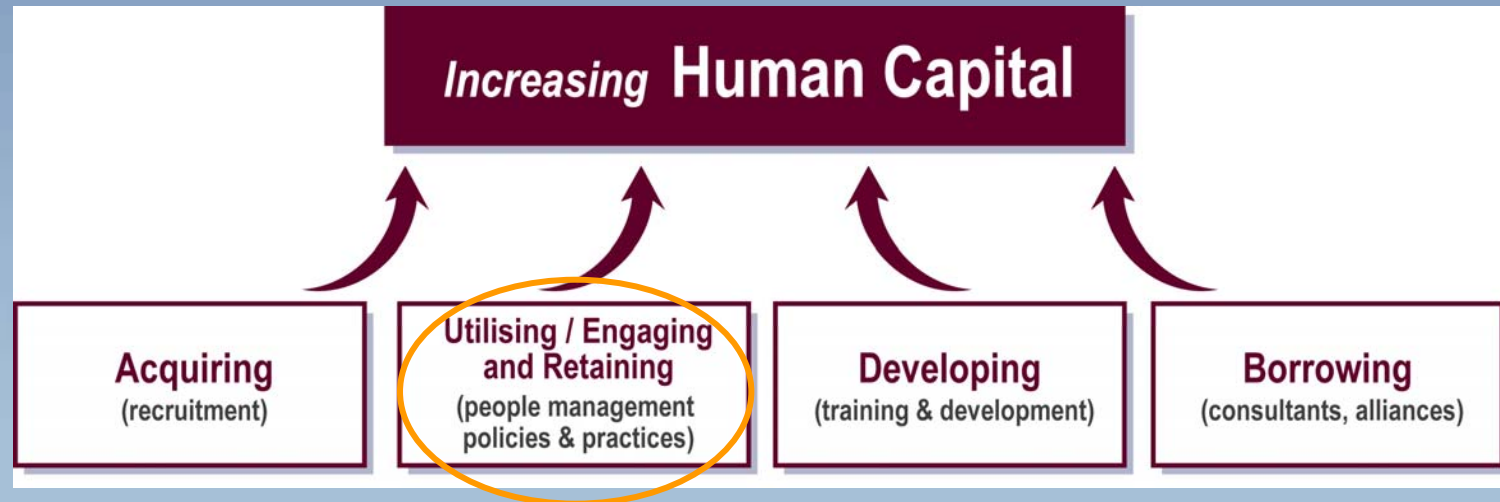 Increasing Human Capital
Acquiring
(recruitment)
Utilising / Engaging
and Retaining
(people management
policies & practices)
Developing
(training & development)
Borrowing
(consultants, alliances)